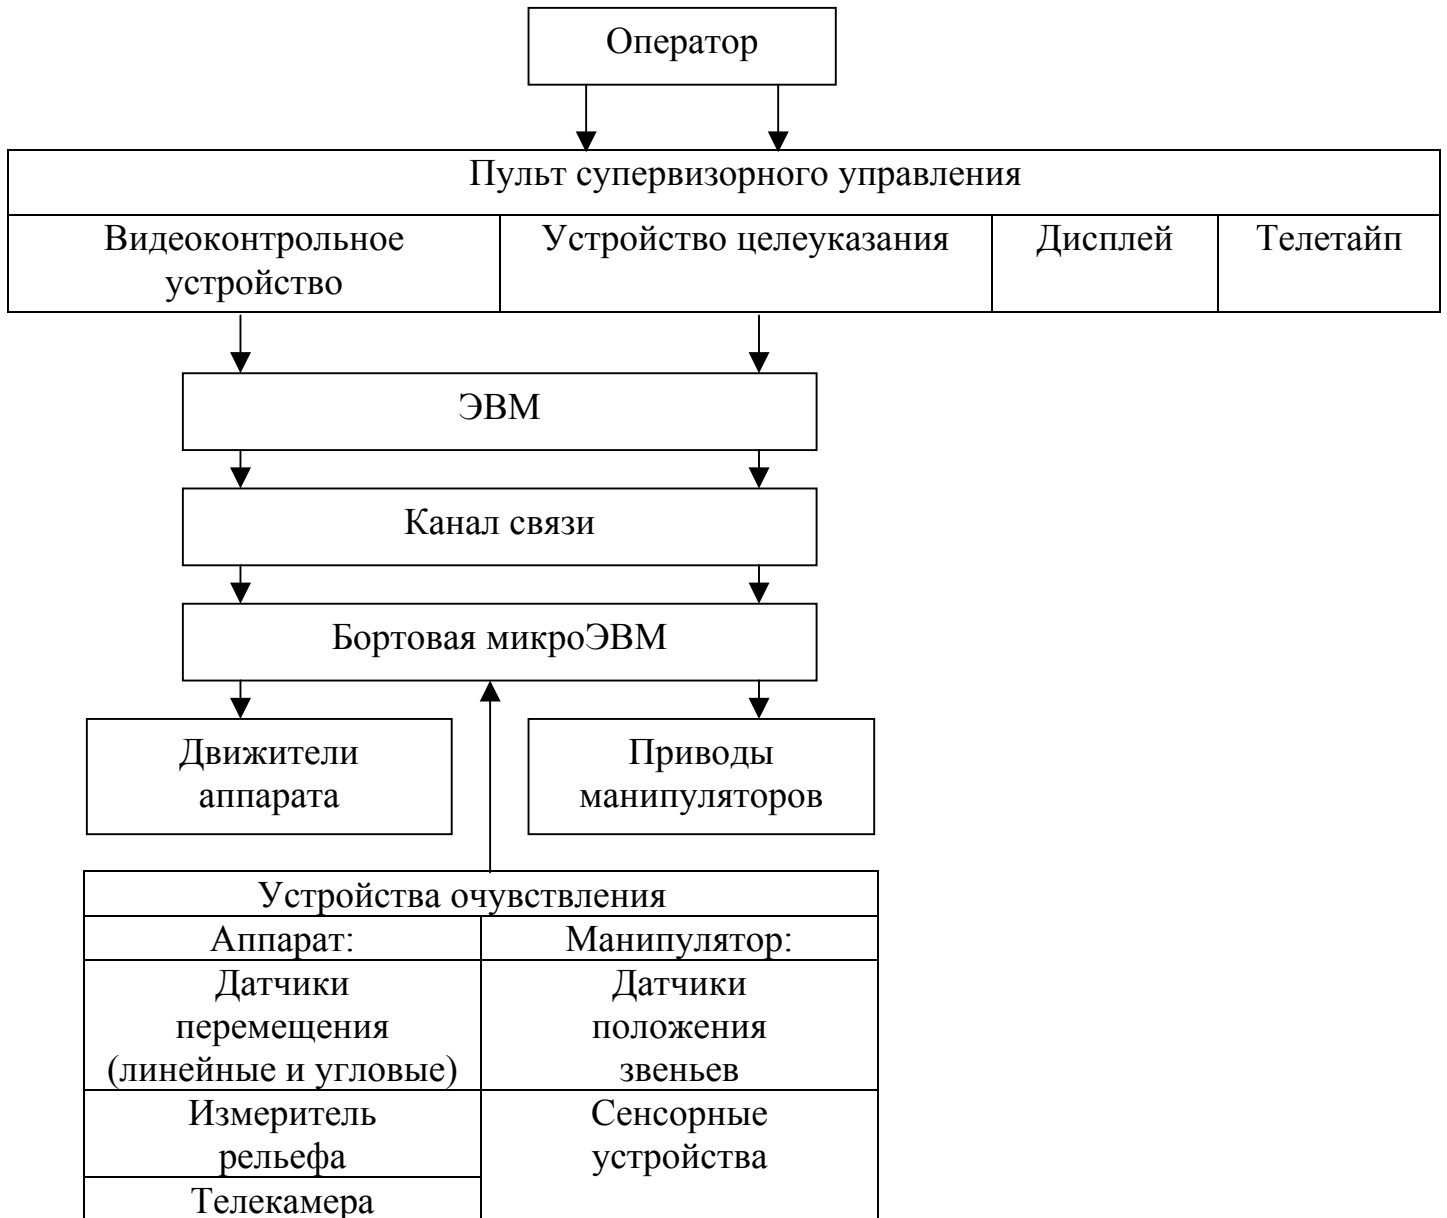 Оператор
Пульт супервизорного управления
Видеоконтрольное
устройство
Устройство целеуказания
Дисплей
Телетайп
ЭВМ
Канал связи
Бортовая микроЭВМ
Движители
аппарата
Приводы
манипуляторов
Устройства очувствления
Аппарат:
Манипулятор:
Датчики
перемещения
(линейные и угловые)
Датчики
положения
звеньев
Измеритель
рельефа
Сенсорные
устройства
Телекамера